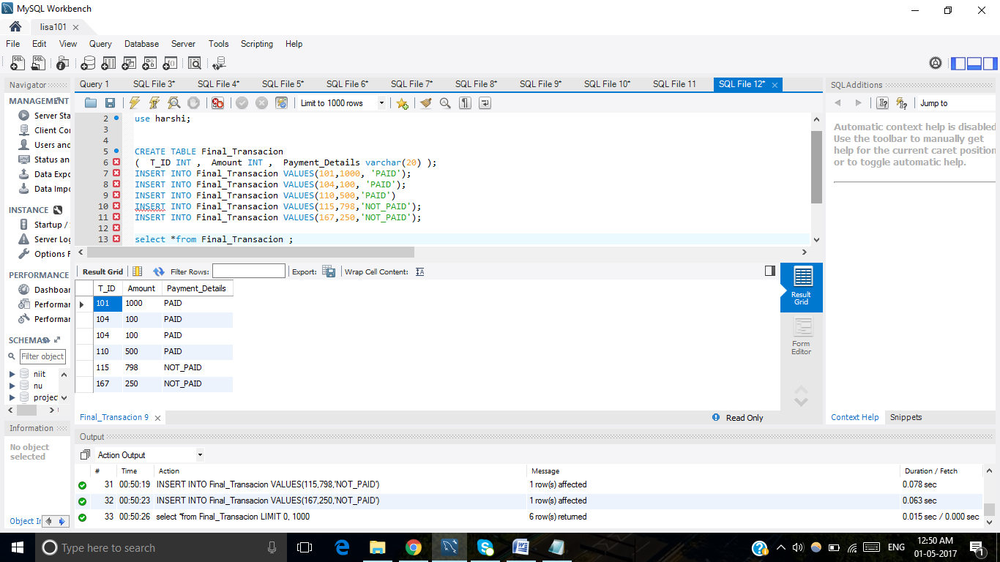 MySQL Workbench
lisa101
File Edit View Query Database Server Tools Scripting Help
Navigator
MANAGEMENT
Server Sta
Client Con
Users and
Status an
Data Expo
Data Impo
INSTANCE
Startup /
Server Log
Options F
PERFORMANCE
Dashboar
Performar
Performar
SCHEMAS
Filter object
niit
nu
project
Information
No object
selected
Object In
Query 1 SQL File 3* SQL File 4* SQL File 5* SQL File 6* SQL File 7* SQL File 8* SQL File 9* SQL File 10* SQL File 11 SQL File 12*
Limit to 1000 rows
2 use harshi;
3
4
5 CREATE TABLE Final_Transacion
6 ( T_ID INT , Amount INT , Payment_Details varchar(20) );
7 INSERT INTO Final_Transacion VALUES(101,1000, 'PAID');
8 INSERT INTO Final_Transacion VALUES(104,100, 'PAID');
9 INSERT INTO Final_Transacion VALUES(110,500,'PAID')
10 INSERT INTO Final_Transacion VALUES(115,798,'NOT_PAID');
11 INSERT INTO Final_Transacion VALUES(167,250,'NOT_PAID');
12
13 select *from Final_Transacion ;
Result Grid Filter Rows: Export: Wrap Cell Content:
T_ID Amount Payment_Details
101 1000 PAID
104 100 PAID
104 100 PAID
110 500 PAID
115 798 NOT_PAID
167 250 NOT_PAID
Result
Grid
Form
Editor
Final_Transacion 9
Read Only
SQLAdditions
Jump to
Automatic context help is disabled
Use the toolbar to manually get
help for the current caret position
or to toggle automatic help.
Context Help Snippets
Output
Action Output
# Time Action Message Duration / Fetch
31 00:50:19 INSERT INTO Final_Transacion VALUES(115,798,'NOT_PAID') 1 row(s) affected 0.078 sec
32 00:50:23 INSERT INTO Final_Transacion VALUES(167,250,'NOT_PAID') 1 row(s) affected 0.063 sec
33 00:50:26 select *from Final_Transacion LIMIT 0, 1000 6 row(s) returned 0.015 sec / 0.000 sec
Type here to search
ENG
12:50 AM
01-05-2017
1